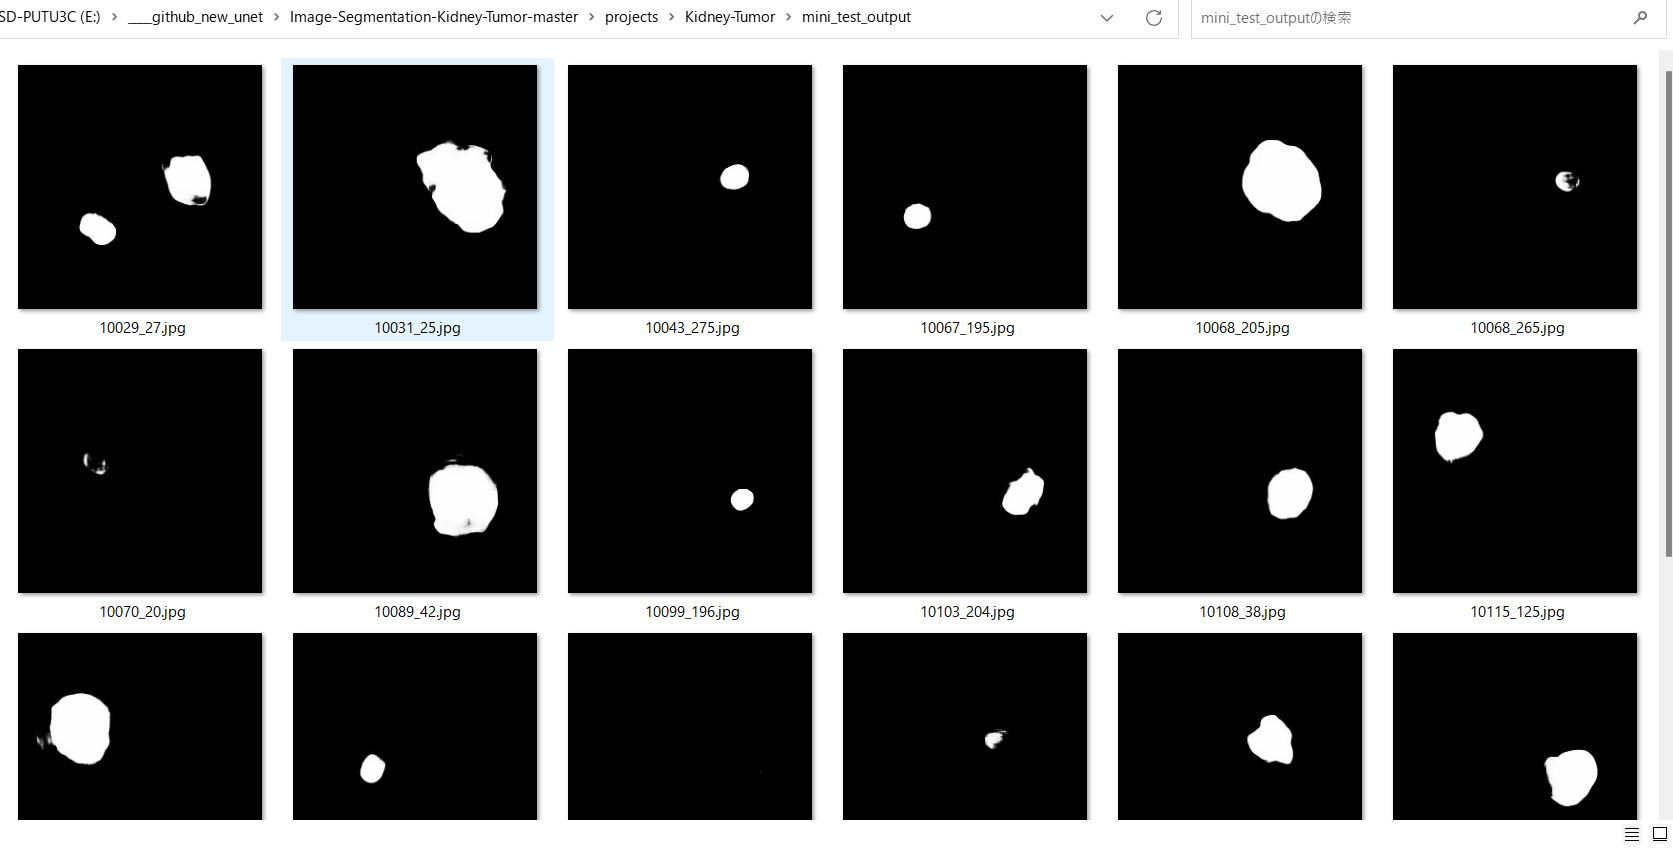 SD-PUTU3C (E:) > ____github_new_unet > Image-Segmentation-Kidney-Tumor-master > projects > Kidney-Tumor > mini_test_output
mini_test_outputの検索
10029_27.jpg
10031_25.jpg
10043_275.jpg
10067_195.jpg
10068_205.jpg
10068_265.jpg
10070_20.jpg
10089_42.jpg
10099_196.jpg
10103_204.jpg
10108_38.jpg
10115_125.jpg